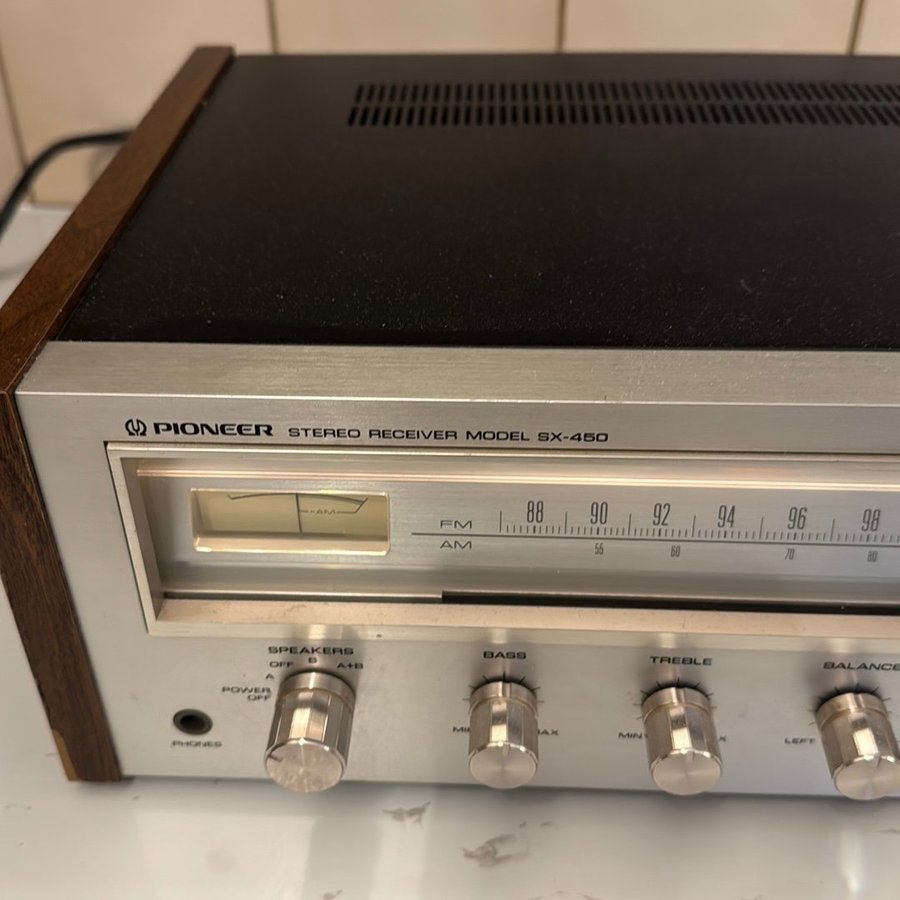 PIONEER STEREO RECEIVER MODEL SX-450
AM
FM 88 90 92 94 96 98
AM 55 60 70 80
SPEAKERS
OFF B A+B
A
POWER OFF
PHONES
BASS
TREBLE
MIN
BALANCE
LEFT